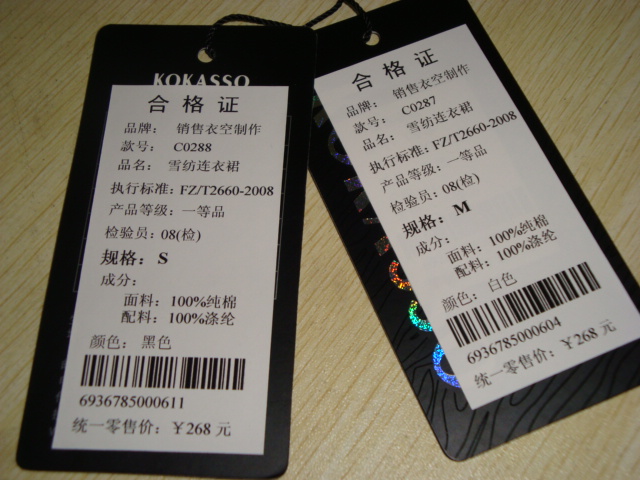 KOKASSO
合格证
品牌: 销售衣空制作
款号: C0288
品名: 雪纺连衣裙
执行标准: FZ/T2660-2008
产品等级: 一等品
检验员: 08(检)
规格: S
成分:
面料: 100%纯棉
配料: 100%涤纶
颜色: 黑色
6936785000611
统一零售价: ¥268元
合格证
品牌: 销售衣空制作
款号: C0287
品名: 雪纺连衣裙
执行标准: FZ/T2660-2008
产品等级: 一等品
检验员: 08(检)
规格: M
成分:
面料: 100%纯棉
配料: 100%涤纶
颜色: 白色
6936785000604
统一零售价: ¥268元